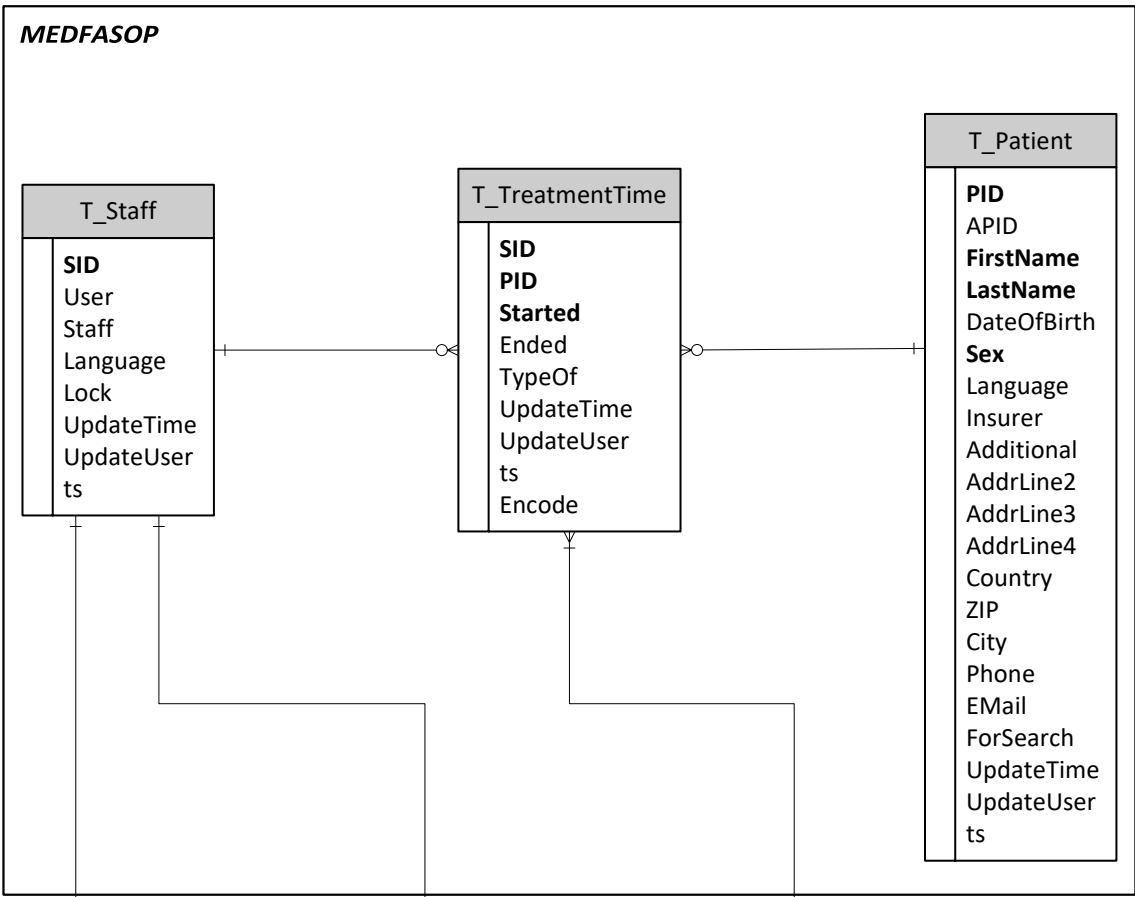 MEDFASOP
T_Staff
SID
User
Staff
Language
Lock
UpdateTime
UpdateUser
ts
T_TreatmentTime
SID
PID
Started
Ended
TypeOf
UpdateTime
UpdateUser
ts
Encode
T_Patient
PID
APID
FirstName
LastName
DateOfBirth
Sex
Language
Insurer
Additional
AddrLine2
AddrLine3
AddrLine4
Country
ZIP
City
Phone
EMail
ForSearch
UpdateTime
UpdateUser
ts